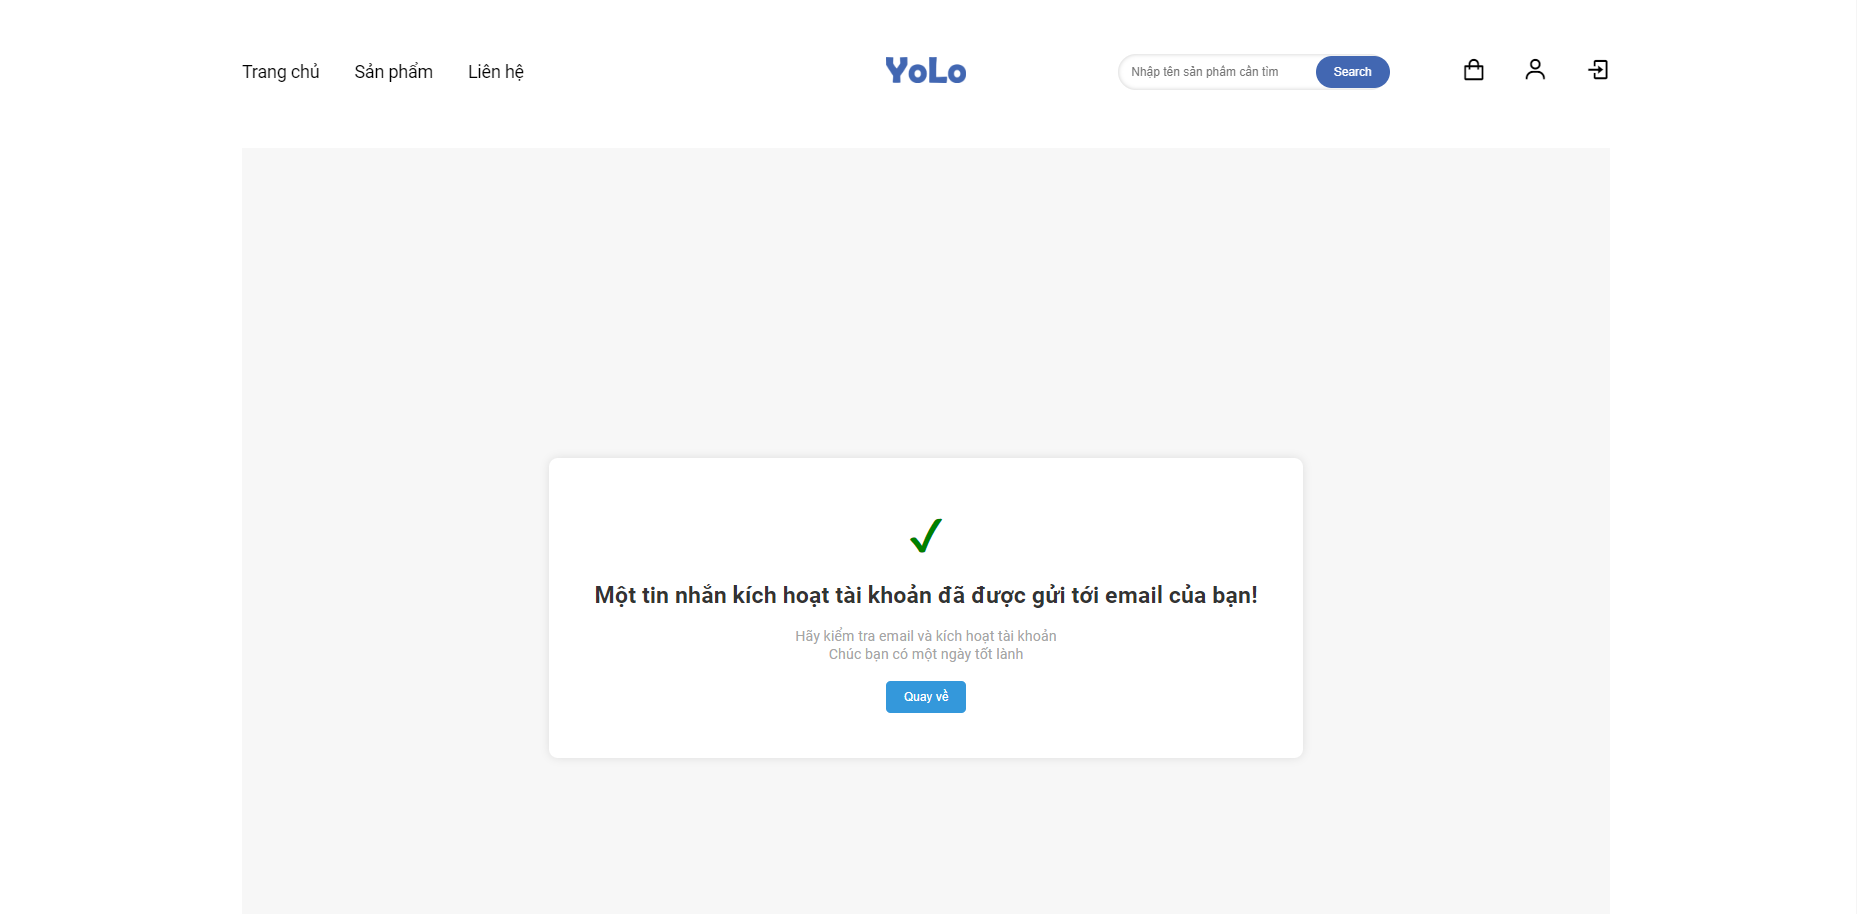 Trang chủ Sản phẩm Liên hệ YoLo Nhập tên sản phẩm cần tìm Search
Một tin nhắn kích hoạt tài khoản đã được gửi tới email của bạn!
Hãy kiểm tra email và kích hoạt tài khoản
Chúc bạn có một ngày tốt lành
Quay về